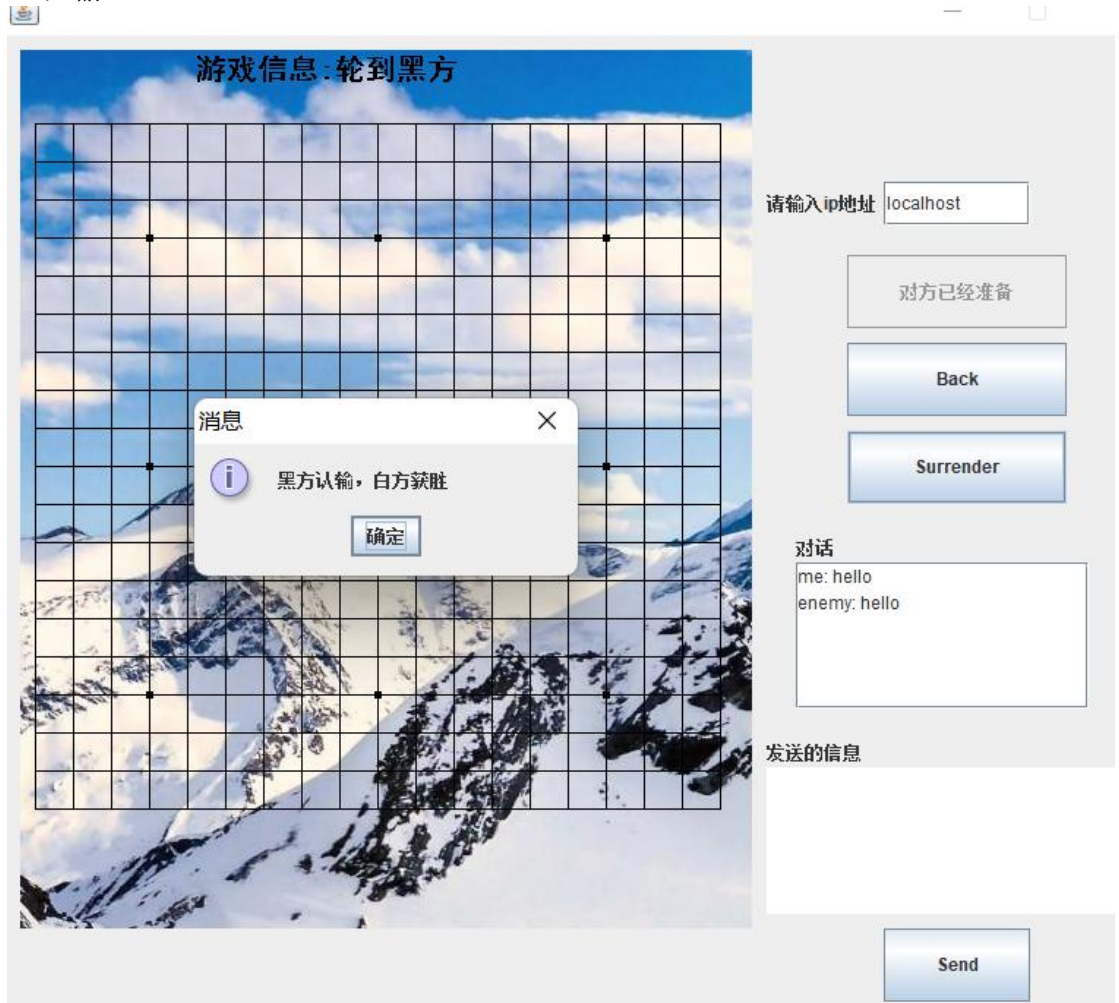 游戏信息:轮到黑方
请输入ip地址 localhost
对方已经准备
Back
消息
黑方认输，白方获胜
确定
Surrender
对话
me: hello
enemy: hello
发送的信息
Send